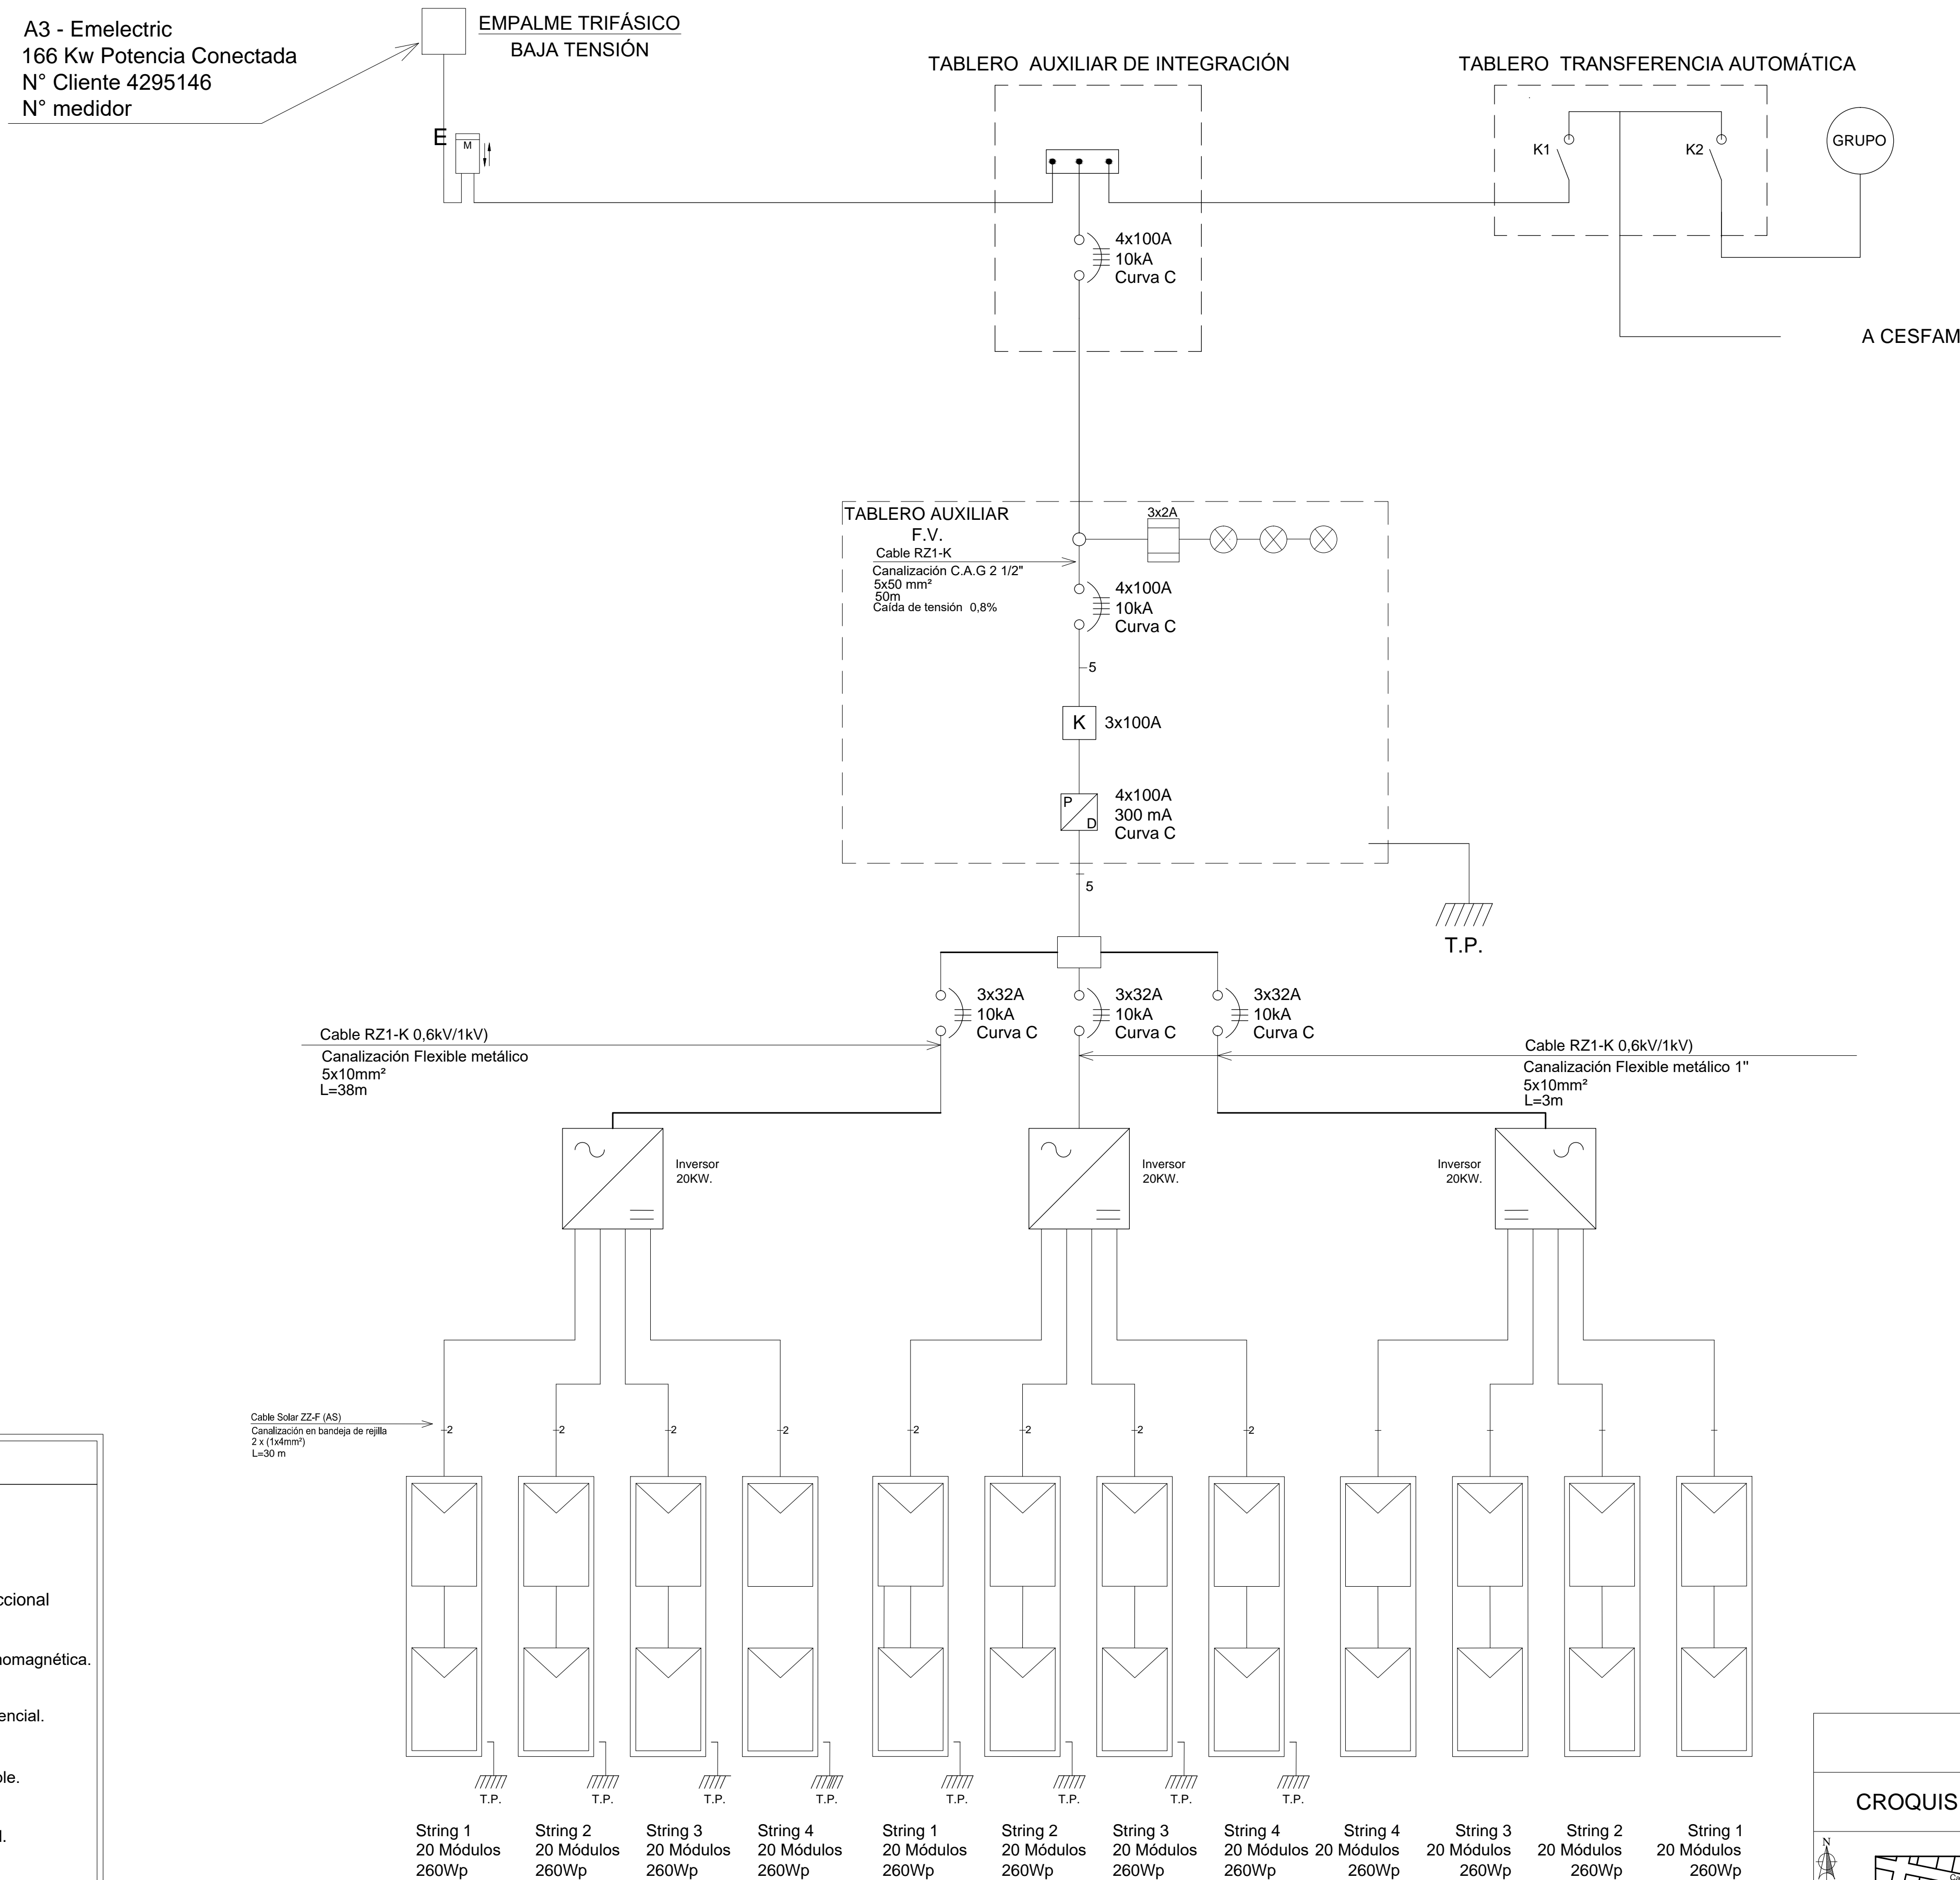 A3 - Emelectric
166 Kw Potencia Conectada
N° Cliente 4295146
N° medidor
EMPALME TRIFÁSICO
BAJA TENSIÓN
E
M
TABLERO AUXILIAR DE INTEGRACIÓN
4x100A
10kA
Curva C
TABLERO TRANSFERENCIA AUTOMÁTICA
K1
K2
GRUPO
A CESFAM
TABLERO AUXILIAR
F.V.
Cable RZ1-K
Canalización C.A.G 2 1/2"
5x50 mm²
50m
Caída de tensión 0,8%
3x2A
4x100A
10kA
Curva C
5
K
3x100A
P
D
4x100A
300 mA
Curva C
5
T.P.
3x32A
10kA
Curva C
3x32A
10kA
Curva C
3x32A
10kA
Curva C
Cable RZ1-K 0,6kV/1kV)
Canalización Flexible metálico
5x10mm²
L=38m
Cable RZ1-K 0,6kV/1kV)
Canalización Flexible metálico 1"
5x10mm²
L=3m
Inversor
20KW.
Inversor
20KW.
Inversor
20KW.
Cable Solar ZZ-F (AS)
Canalización en bandeja de rejilla
2 x (1x4mm²)
L=30 m
2
2
2
2
2
2
2
2
T.P.
T.P.
T.P.
T.P.
T.P.
T.P.
T.P.
T.P.
String 1
20 Módulos
260Wp
String 2
20 Módulos
260Wp
String 3
20 Módulos
260Wp
String 4
20 Módulos
260Wp
String 1
20 Módulos
260Wp
String 2
20 Módulos
260Wp
String 3
20 Módulos
260Wp
String 4
20 Módulos
260Wp
String 4
20 Módulos
260Wp
String 3
20 Módulos
260Wp
String 2
20 Módulos
260Wp
String 1
20 Módulos
260Wp
ccional
nomagnética.
encial.
ole.
l.
CROQUIS
N